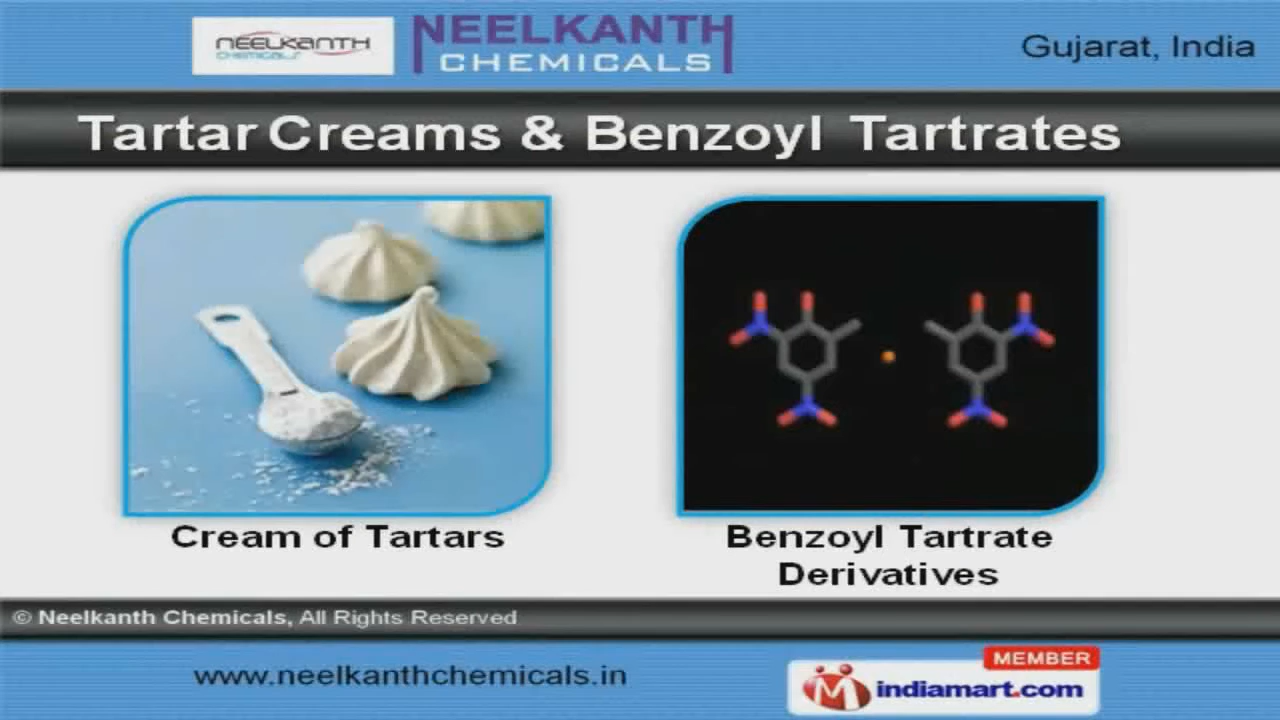 NEELKANTH
CHEMICALS
NEELKANTH
CHEMICALS
Gujarat, India
Tartar Creams & Benzoyl Tartrates
Cream of Tartars
Benzoyl Tartrate
Derivatives
© Neelkanth Chemicals, All Rights Reserved
www.neelkanthchemicals.in
MEMBER
indiamart.com